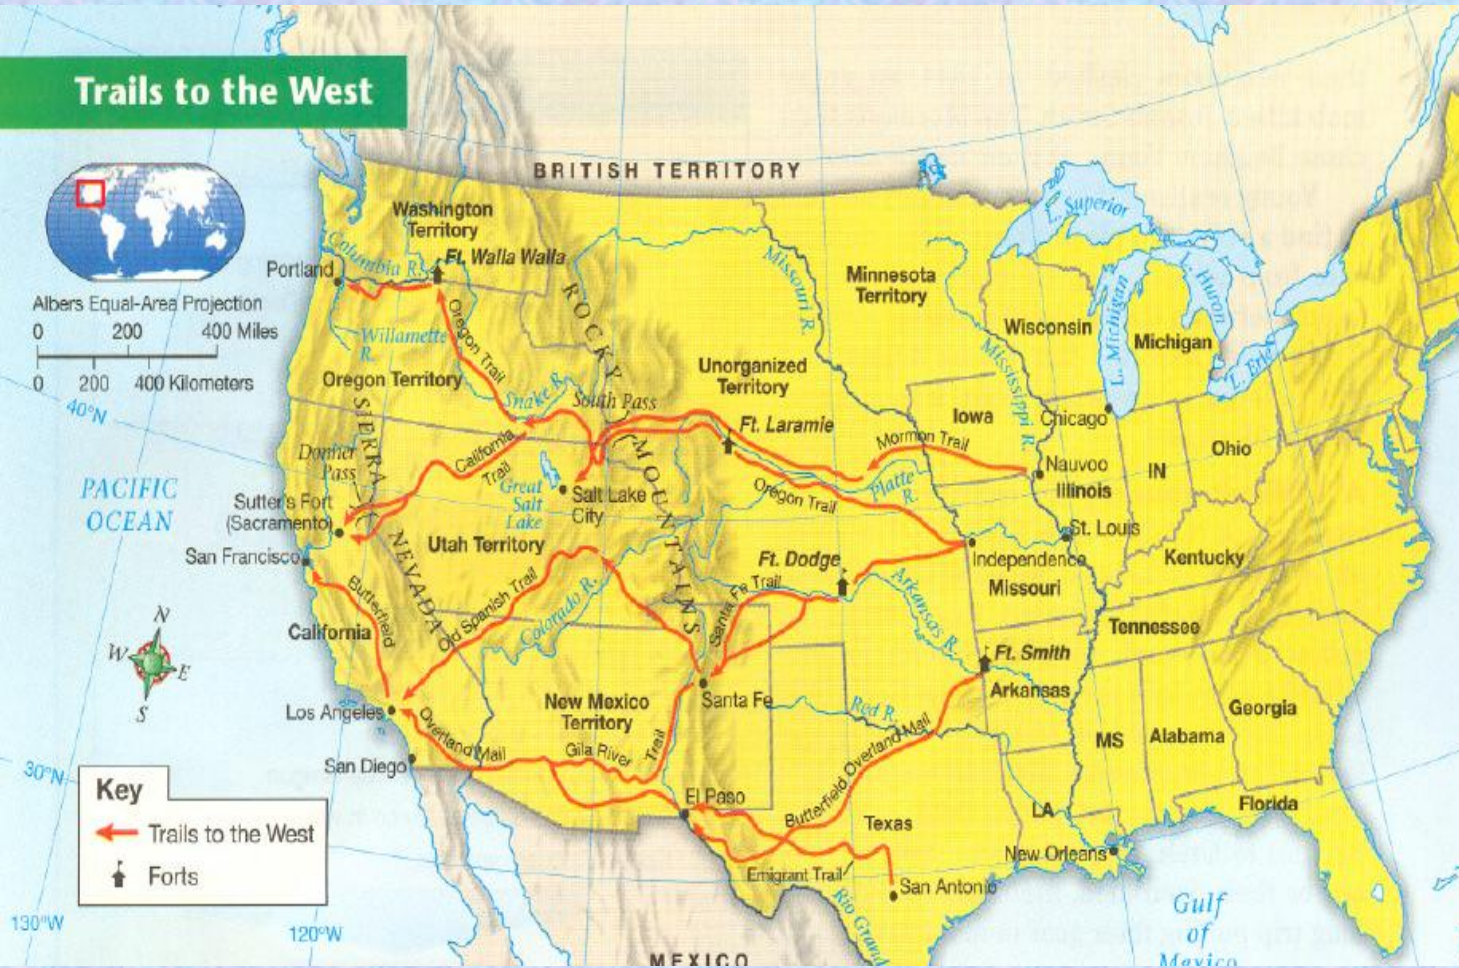 Trails to the West
BRITISH TERRITORY
Washington
Territory
Columbia R.
Ft. Walla Walla
Portland
Albers Equal-Area Projection
0 200 400 Miles
0 200 400 Kilometers
Willamette
R.
Oregon Trail
Oregon Territory
Snake R.
ROCKY
MOUNTAINS
South Pass
Missouri R.
Minnesota
Territory
Unorganized
Territory
Wisconsin
Mississippi R.
L. Superior
L. Michigan
L. Huron
L. Erie
Michigan
40°N
SIERRA
NEVADA
Donner
Pass
California
Trail
Great
Salt
Lake
Salt Lake
City
Ft. Laramie
Mormon Trail
Iowa
Chicago
Platte
R.
Oregon Trail
Nauvoo
Illinois
IN
Ohio
PACIFIC
OCEAN
Sutter's Fort
(Sacramento)
San Francisco
Utah Territory
Ft. Dodge
St. Louis
Independence
Missouri
Kentucky
N
W
E
S
Butterfield
California
Old Spanish Trail
Colorado R.
Santa Fe Trail
Arkansas R.
Ft. Smith
Arkansas
Tennessee
Los Angeles
San Diego
Overland Mail
New Mexico
Territory
Gila River
Trail
Santa Fe
Red R.
Butterfield Overland Mail
MS
Alabama
Georgia
30°N
Key
Trails to the West
Forts
El Paso
Texas
LA
Florida
New Orleans
Emigrant Trail
San Antonio
Rio Grand
Gulf
of
Mexico
MEXICO
130°W
120°W